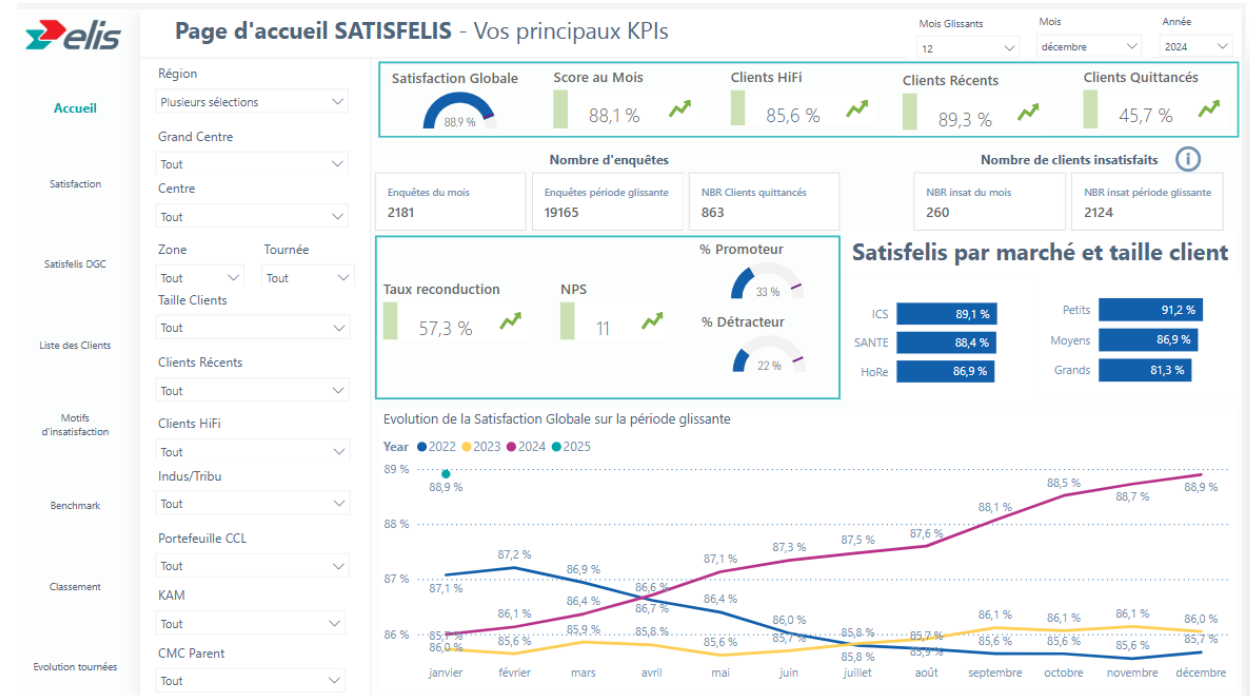 elis
Page d'accueil SATISFELIS - Vos principaux KPIs
Mois Glissants
12
Mois
décembre
Année
2024
Accueil
Satisfaction
Satisfelis DGC
Liste des Clients
Motifs
d'insatisfaction
Benchmark
Classement
Evolution tournées
Région
Plusieurs sélections
Grand Centre
Tout
Centre
Tout
Zone
Tout
Tournée
Tout
Taille Clients
Tout
Clients Récents
Tout
Clients HiFi
Tout
Indus/Tribu
Tout
Portefeuille CCL
Tout
KAM
Tout
CMC Parent
Tout
Satisfaction Globale
88,9 %
Score au Mois
88,1 %
Clients HiFi
85,6 %
Clients Récents
89,3 %
Clients Quittancés
45,7 %
Nombre d'enquêtes
Enquêtes du mois
2181
Enquêtes période glissante
19165
NBR Clients quittancés
863
Nombre de clients insatisfaits
i
NBR insat du mois
260
NBR insat période glissante
2124
Taux reconduction
57,3 %
NPS
11
% Promoteur
33 %
% Détracteur
22 %
Satisfelis par marché et taille client
ICS 89,1 %
SANTE 88,4 %
HoRe 86,9 %
Petits 91,2 %
Moyens 86,9 %
Grands 81,3 %
Evolution de la Satisfaction Globale sur la période glissante
Year 2022 2023 2024 2025
89 %
88 %
87 %
86 %
88,9 %
87,1 % 87,2 % 86,9 % 86,6 % 86,4 % 86,0 % 85,8 % 85,7 % 85,6 % 85,6 % 85,6 % 85,7 %
85,7 % 85,6 % 85,9 % 85,8 % 85,6 % 85,7 % 85,8 % 85,9 % 86,1 % 86,1 % 86,1 % 86,0 %
86,0 % 86,1 % 86,4 % 86,7 % 87,1 % 87,3 % 87,5 % 87,6 % 88,1 % 88,5 % 88,7 % 88,9 %
janvier février mars avril mai juin juillet août septembre octobre novembre décembre